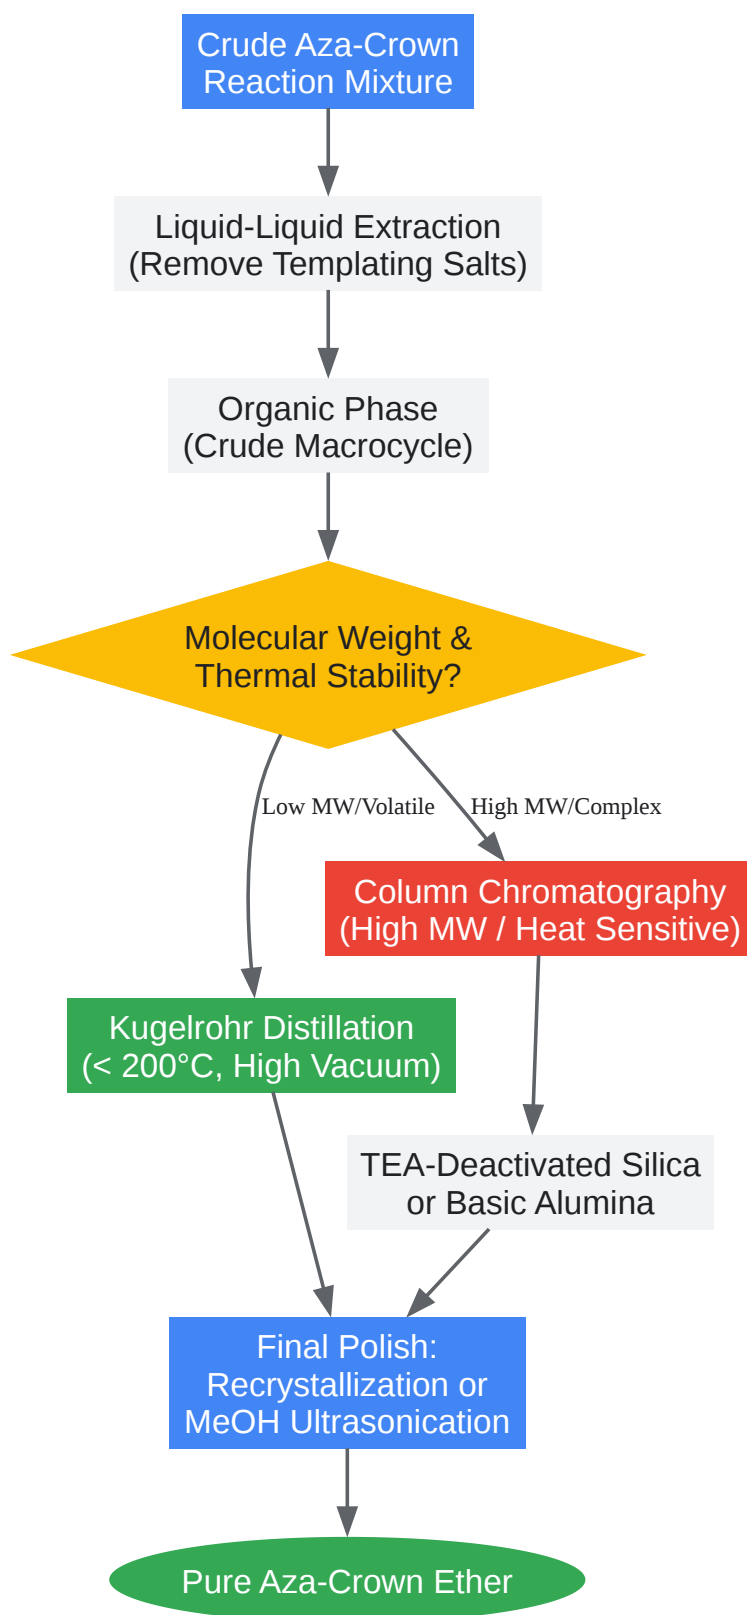 Crude Aza-Crown
Reaction Mixture
Liquid-Liquid Extraction
(Remove Templating Salts)
Organic Phase
(Crude Macrocycle)
Molecular Weight &
Thermal Stability?
Low MW/Volatile
High MW/Complex
Column Chromatography
(High MW / Heat Sensitive)
Kugelrohr Distillation
(< 200°C, High Vacuum)
TEA-Deactivated Silica
or Basic Alumina
Final Polish:
Recrystallization or
MeOH Ultrasonication
Pure Aza-Crown Ether